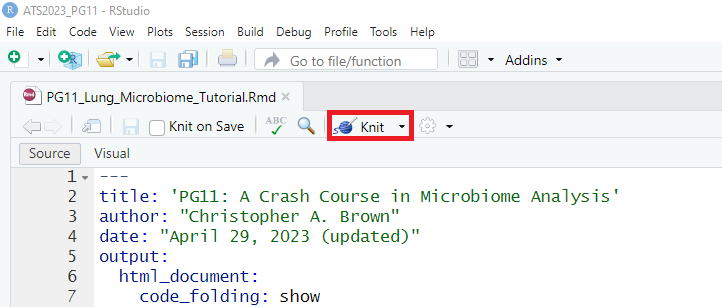 ATS2023_PG11 - RStudio
File Edit Code View Plots Session Build Debug Profile Tools Help
Go to file/function Addins
Rmd PG11_Lung_Microbiome_Tutorial.Rmd
Knit on Save ABC Knit
Source Visual
1 ---
2 title: 'PG11: A Crash Course in Microbiome Analysis'
3 author: "Christopher A. Brown"
4 date: "April 29, 2023 (updated)"
5 output:
6 html_document:
7 code_folding: show